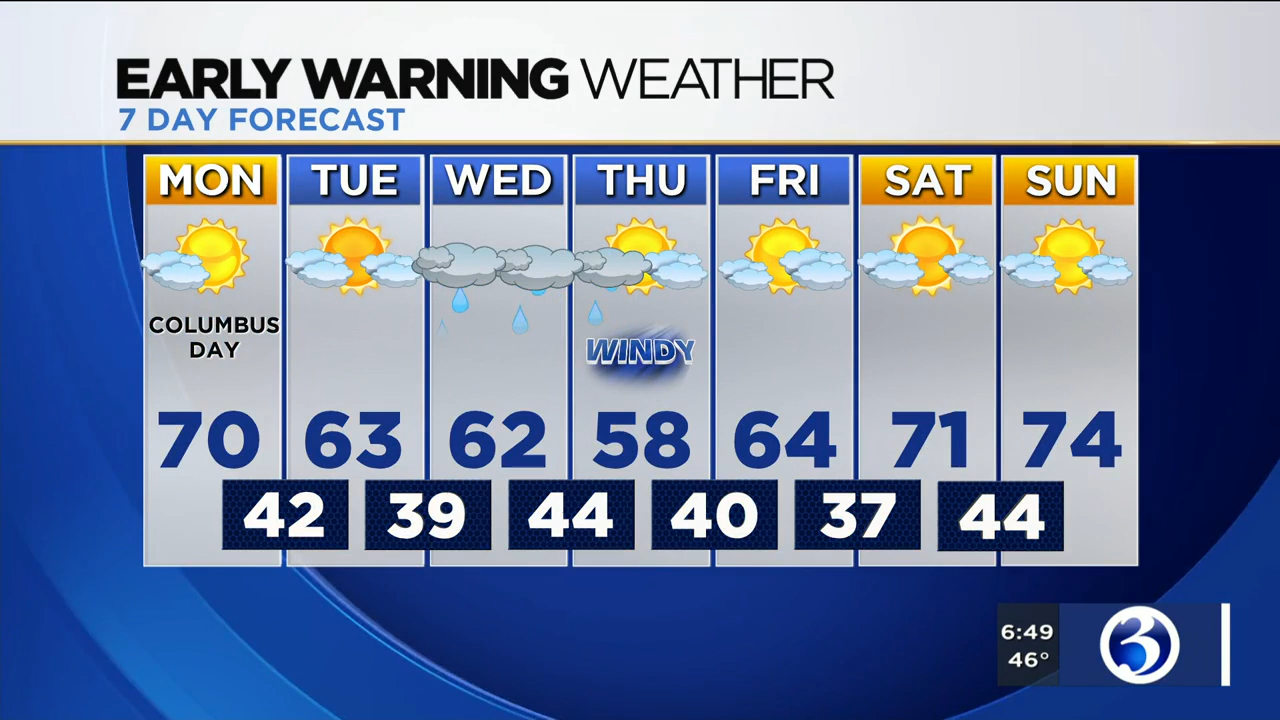 EARLY WARNING WEATHER
7 DAY FORECAST
MON TUE WED THU FRI SAT SUN
COLUMBUS
DAY
WINDY
70 63 62 58 64 71 74
42 39 44 40 37 44
6:49
46°
3